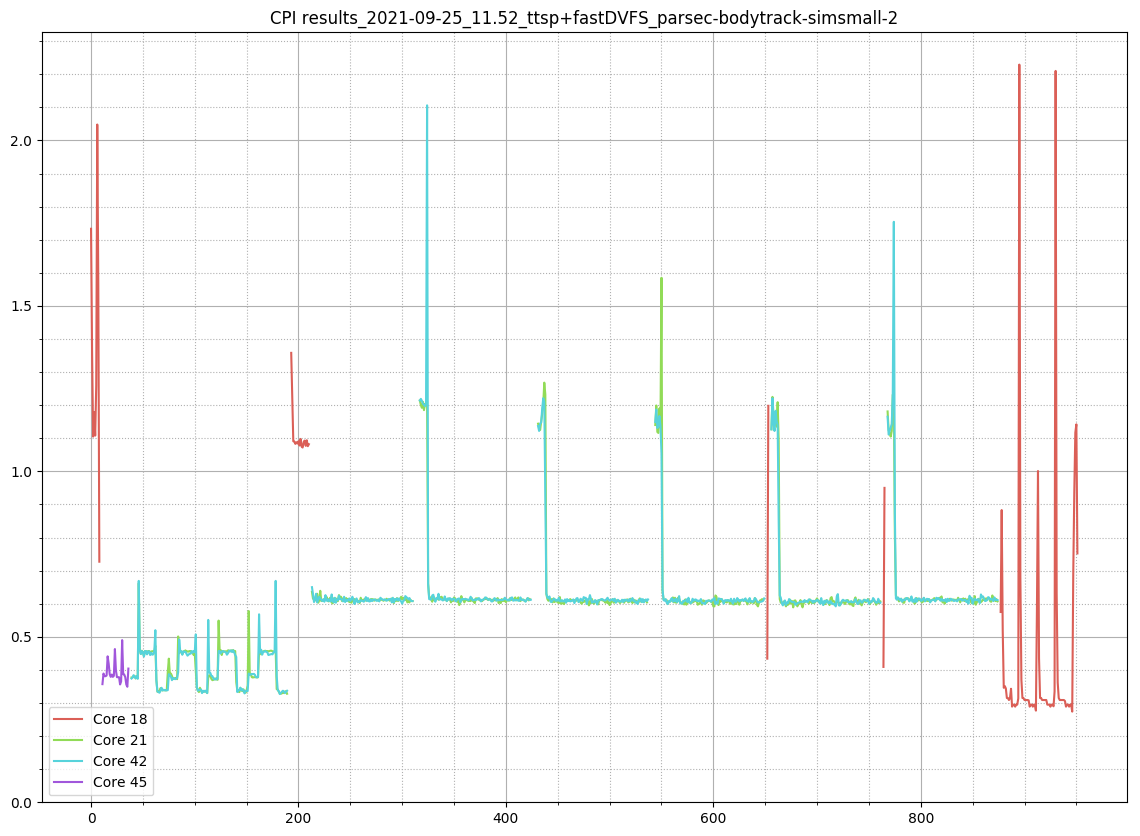 CPI results_2021-09-25_11.52_ttsp+fastDVFS_parsec-bodytrack-simsmall-2
2.0
1.5
1.0
0.5
0.0
Core 18
Core 21
Core 42
Core 45
0 200 400 600 800